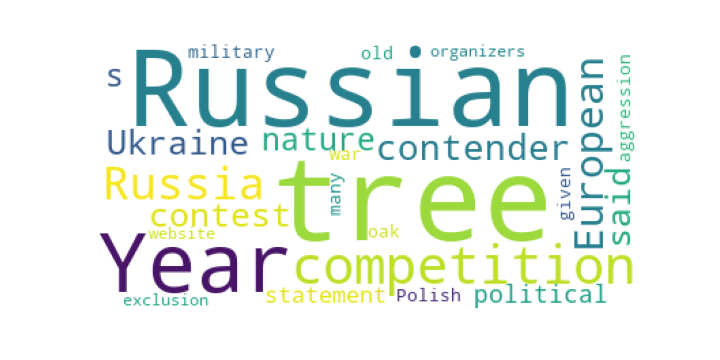 military old organizers
s Russian
Ukraine nature contender European aggression
war
Russia tree many given said
contest
website oak
Year competition
exclusion statement Polish political